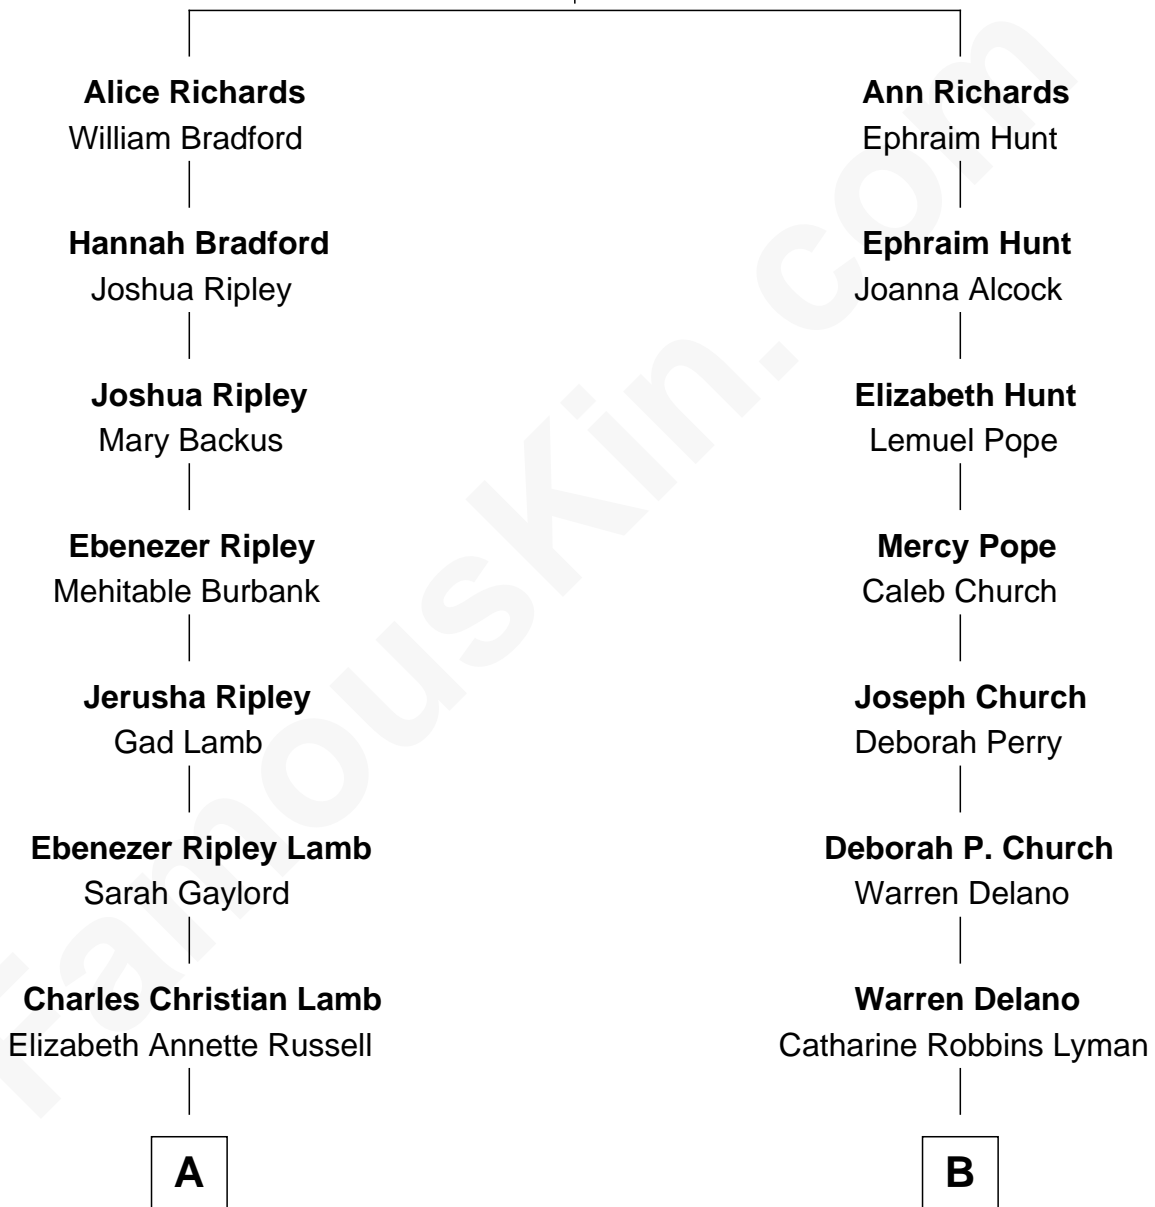 Alice Richards
William Bradford
Hannah Bradford
Joshua Ripley
Joshua Ripley
Mary Backus
Ebenezer Ripley
Mehitable Burbank
Jerusha Ripley
Gad Lamb
Ebenezer Ripley Lamb
Sarah Gaylord
Charles Christian Lamb
Elizabeth Annette Russell
A
Ann Richards
Ephraim Hunt
Ephraim Hunt
Joanna Alcock
Elizabeth Hunt
Lemuel Pope
Mercy Pope
Caleb Church
Joseph Church
Deborah Perry
Deborah P. Church
Warren Delano
Warren Delano
Catharine Robbins Lyman
B
FamousKin.com